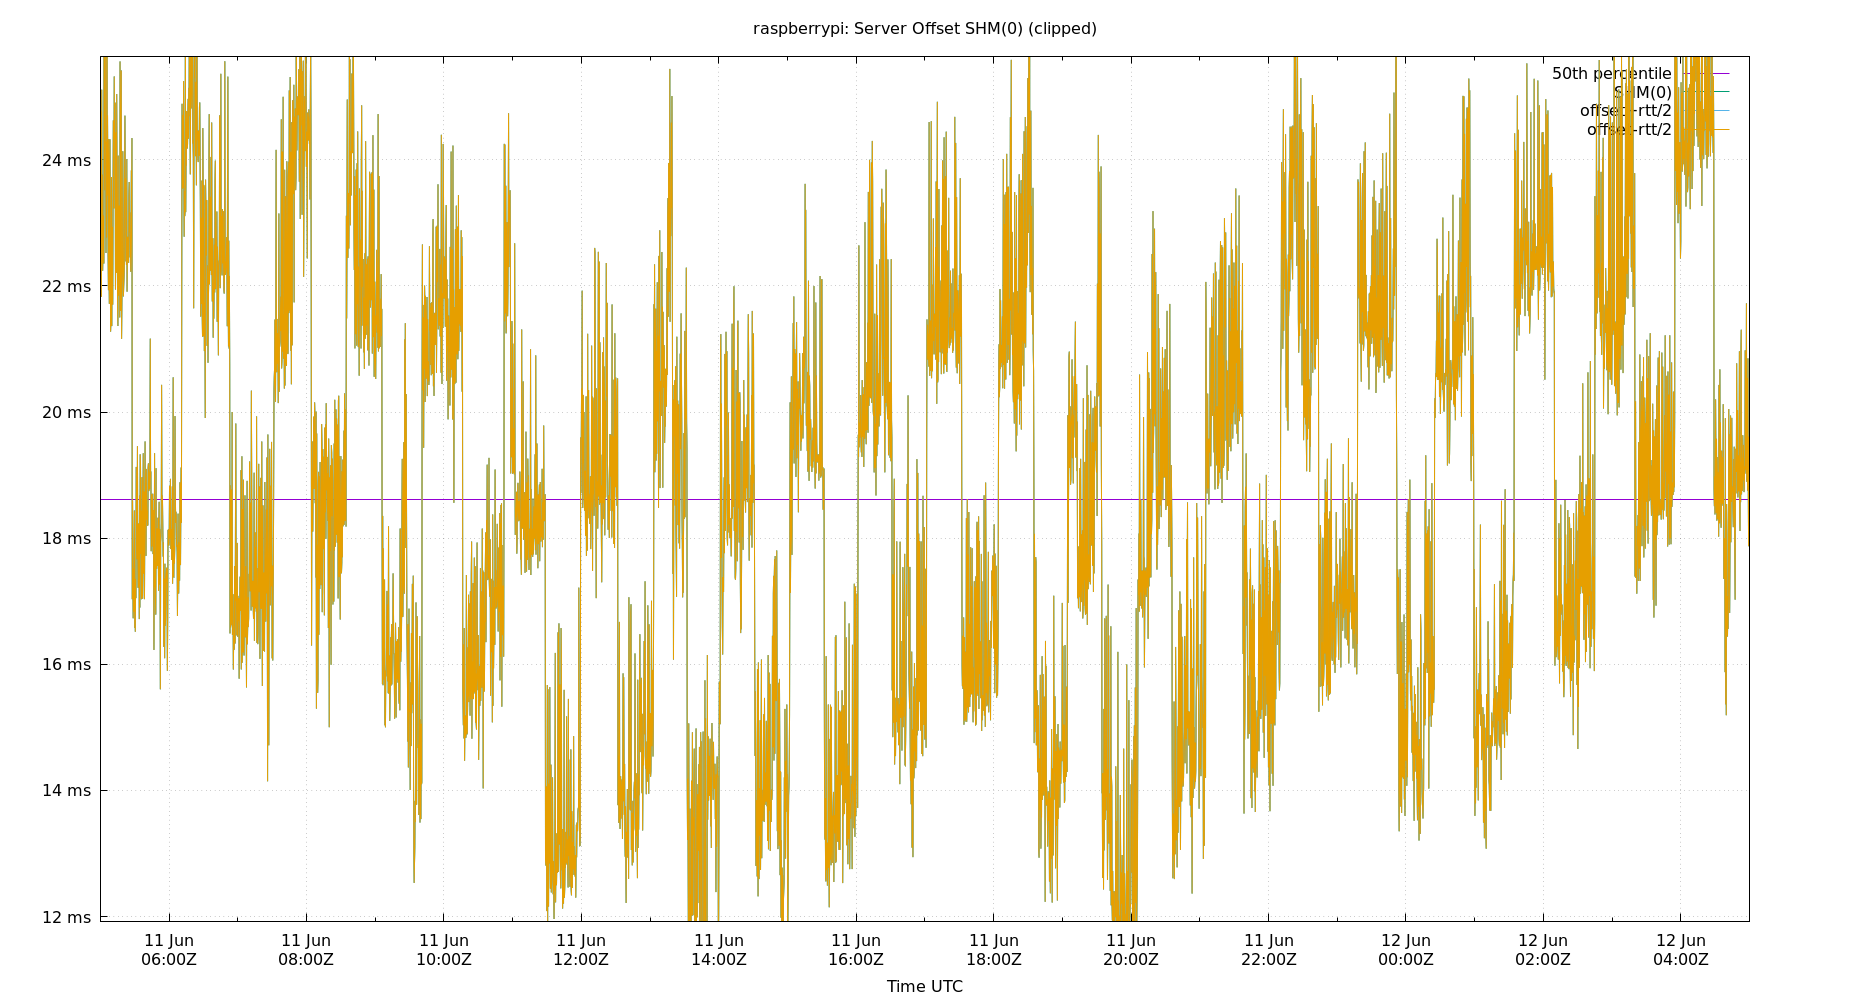 raspberrypi: Server Offset SHM(0) (clipped)
50th percentile
SHM(0)
offset-rtt/2
offset-rtt/2
24 ms
22 ms
20 ms
18 ms
16 ms
14 ms
12 ms
11 Jun 11 Jun 11 Jun 11 Jun 11 Jun 11 Jun 11 Jun 11 Jun 11 Jun 12 Jun 12 Jun 12 Jun
06:00Z 08:00Z 10:00Z 12:00Z 14:00Z 16:00Z 18:00Z 20:00Z 22:00Z 00:00Z 02:00Z 04:00Z
Time UTC